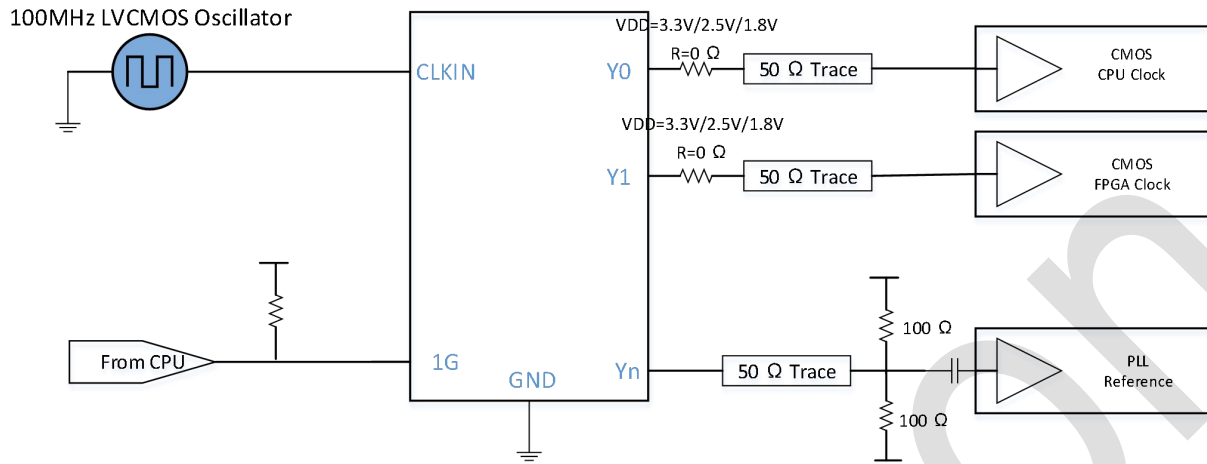 100MHz LVCMOS Oscillator
VDD=3.3V/2.5V/1.8V
R=0 Ω
CLKIN
Y0
50 Ω Trace
CMOS
CPU Clock
VDD=3.3V/2.5V/1.8V
R=0 Ω
Y1
50 Ω Trace
CMOS
FPGA Clock
100 Ω
From CPU
1G
GND
Yn
50 Ω Trace
PLL
Reference
100 Ω